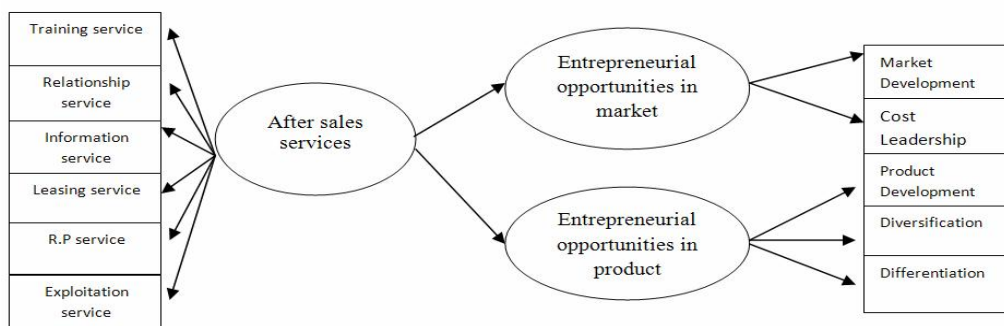 Training service
Relationship
service
Information
service
Leasing service
R.P service
Exploitation
service
After sales
services
Entrepreneurial
opportunities in
market
Entrepreneurial
opportunities in
product
Market
Development
Cost
Leadership
Product
Development
Diversification
Differentiation